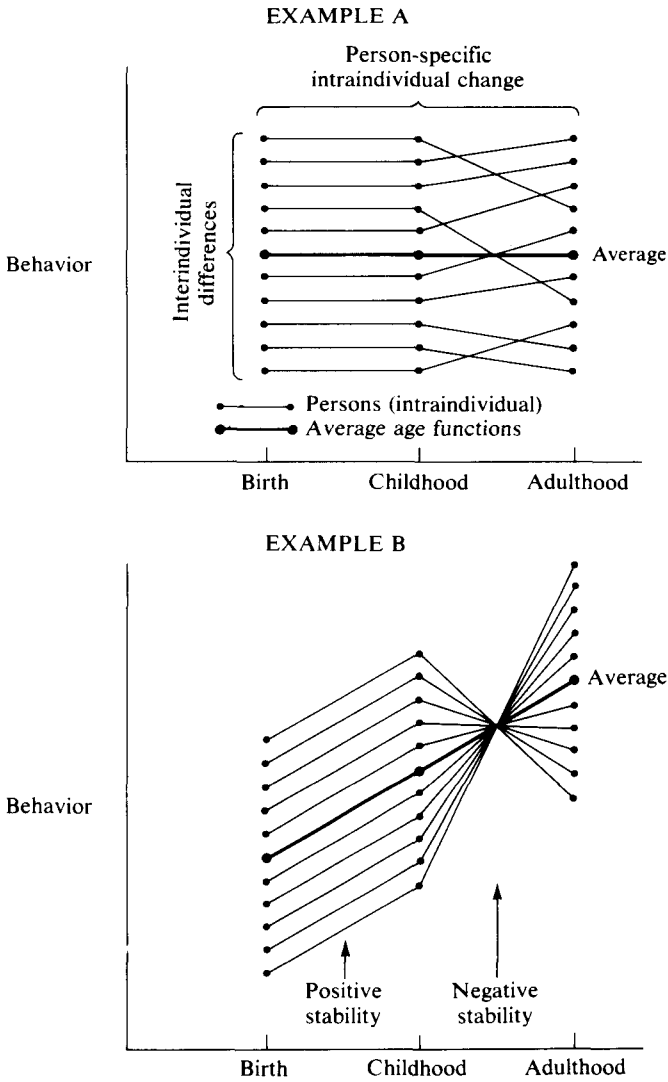 EXAMPLE A
Person-specific
intraindividual change
Interindividual
differences
Behavior
Average
Persons (intraindividual)
Average age functions
Birth Childhood Adulthood
EXAMPLE B
Average
Behavior
Positive
stability
Negative
stability
Birth Childhood Adulthood